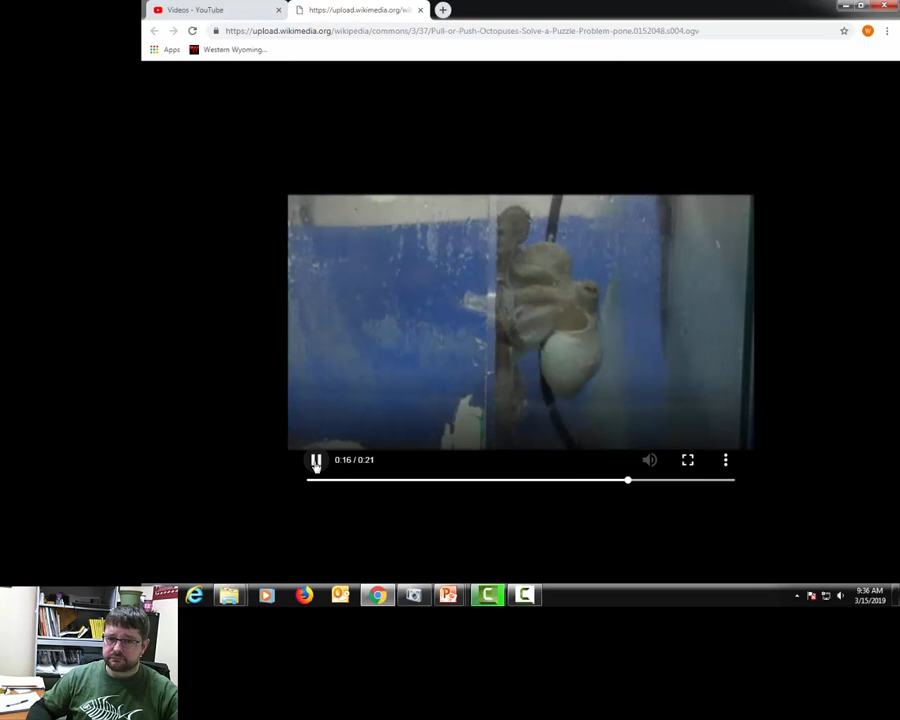 Videos - YouTube
https://upload.wikimedia.org/wi
https://upload.wikimedia.org/wikipedia/commons/3/37/Pull-or-Push-Octopuses-Solve-a-Puzzle-Problem-pone.0152048.s004.ogv
Apps
Western Wyoming...
0:16 / 0:21
9:36 AM
3/15/2019